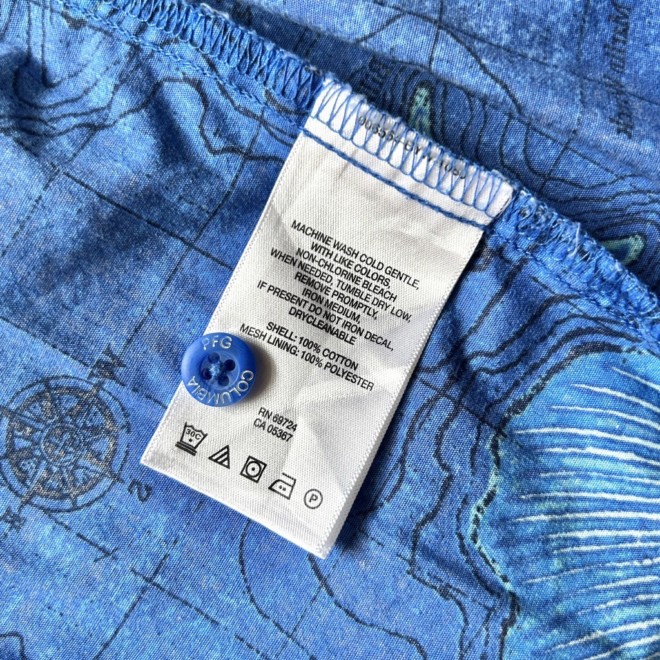 MACHINE WASH COLD GENTLE,
WITH LIKE COLORS,
NON-CHLORINE BLEACH
WHEN NEEDED, TUMBLE DRY LOW,
REMOVE PROMPTLY,
IRON MEDIUM,
IF PRESENT DO NOT IRON DECAL,
DRYCLEANABLE
SHELL: 100% COTTON
MESH LINING: 100% POLYESTER
RN 69724
CA 05367
30C
P
PFG
COLUMBIA
W
S